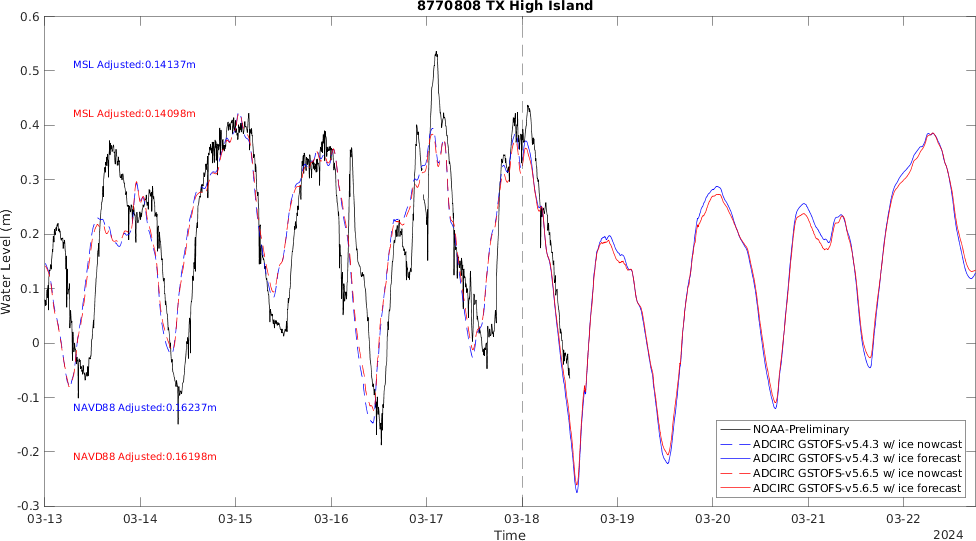 8770808 TX High Island
0.6
0.5
0.4
0.3
0.2
0.1
0
-0.1
-0.2
-0.3
Water Level (m)
MSL Adjusted:0.14137m
MSL Adjusted:0.14098m
NAVD88 Adjusted:0.16237m
NAVD88 Adjusted:0.16198m
NOAA-Preliminary
ADCIRC GSTOFS-v5.4.3 w/ ice nowcast
ADCIRC GSTOFS-v5.4.3 w/ ice forecast
ADCIRC GSTOFS-v5.6.5 w/ ice nowcast
ADCIRC GSTOFS-v5.6.5 w/ ice forecast
03-13 03-14 03-15 03-16 03-17 03-18 03-19 03-20 03-21 03-22
Time
2024